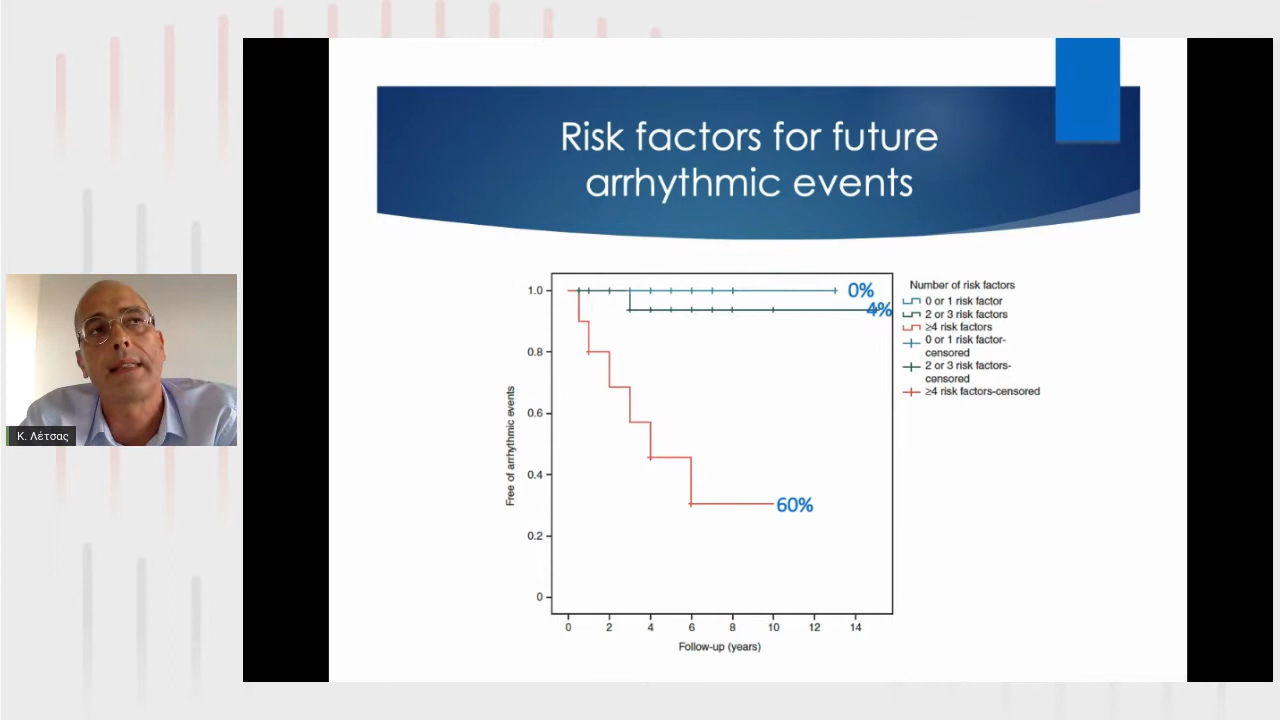 Risk factors for future
arrhythmic events
1.0
0.8
0.6
0.4
0.2
0
Free of arrhythmic events
0 2 4 6 8 10 12 14
Follow-up (years)
0%
4%
60%
Number of risk factors
0 or 1 risk factor
2 or 3 risk factors
≥4 risk factors
0 or 1 risk factor-
censored
2 or 3 risk factors-
censored
≥4 risk factors-censored
Κ. Λέτσας